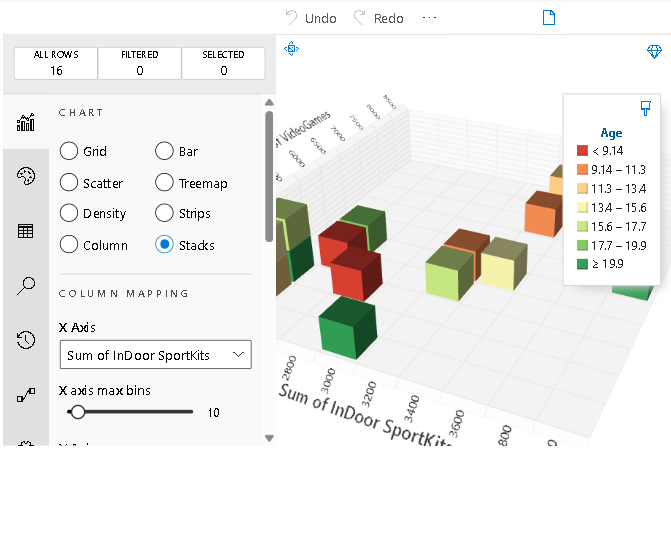 Undo Redo ...
ALL ROWS FILTERED SELECTED
16 0 0
CHART
Grid Bar
Scatter Treemap
Density Strips
Column Stacks
COLUMN MAPPING
X Axis
Sum of InDoor SportKits
X axis max bins
10
VideoGames
6000 6500 7000 7500 8000 8500
2800 3000 3200 3400 3600 800
Sum of InDoor SportKits
Age
< 9.14
9.14 – 11.3
11.3 – 13.4
13.4 – 15.6
15.6 – 17.7
17.7 – 19.9
≥ 19.9